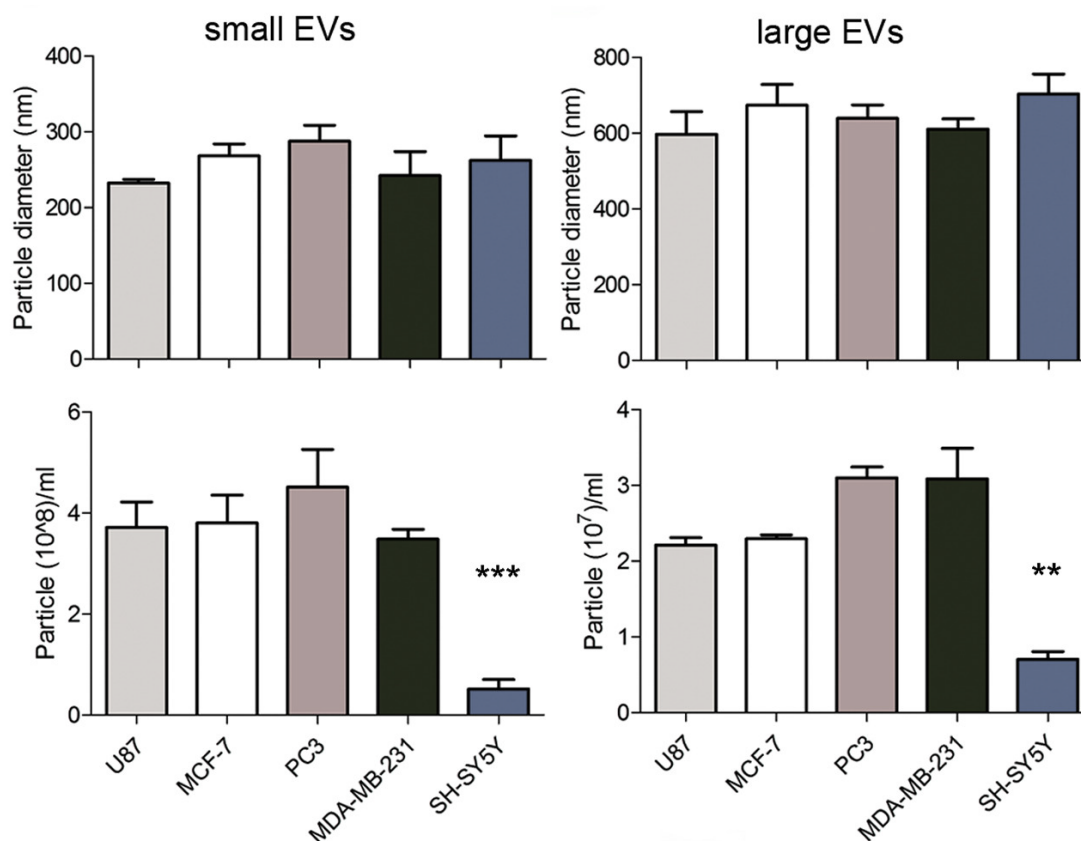 small EVs
large EVs
Particle diameter (nm)
400
300
200
100
0
Particle diameter (nm)
800
600
400
200
0
Particle (10^8)/ml
6
4
2
0
***
U87
MCF-7
PC3
MDA-MB-231
SH-SY5Y
Particle (10⁷)/ml
4
3
2
1
0
**
U87
MCF-7
PC3
MDA-MB-231
SH-SY5Y